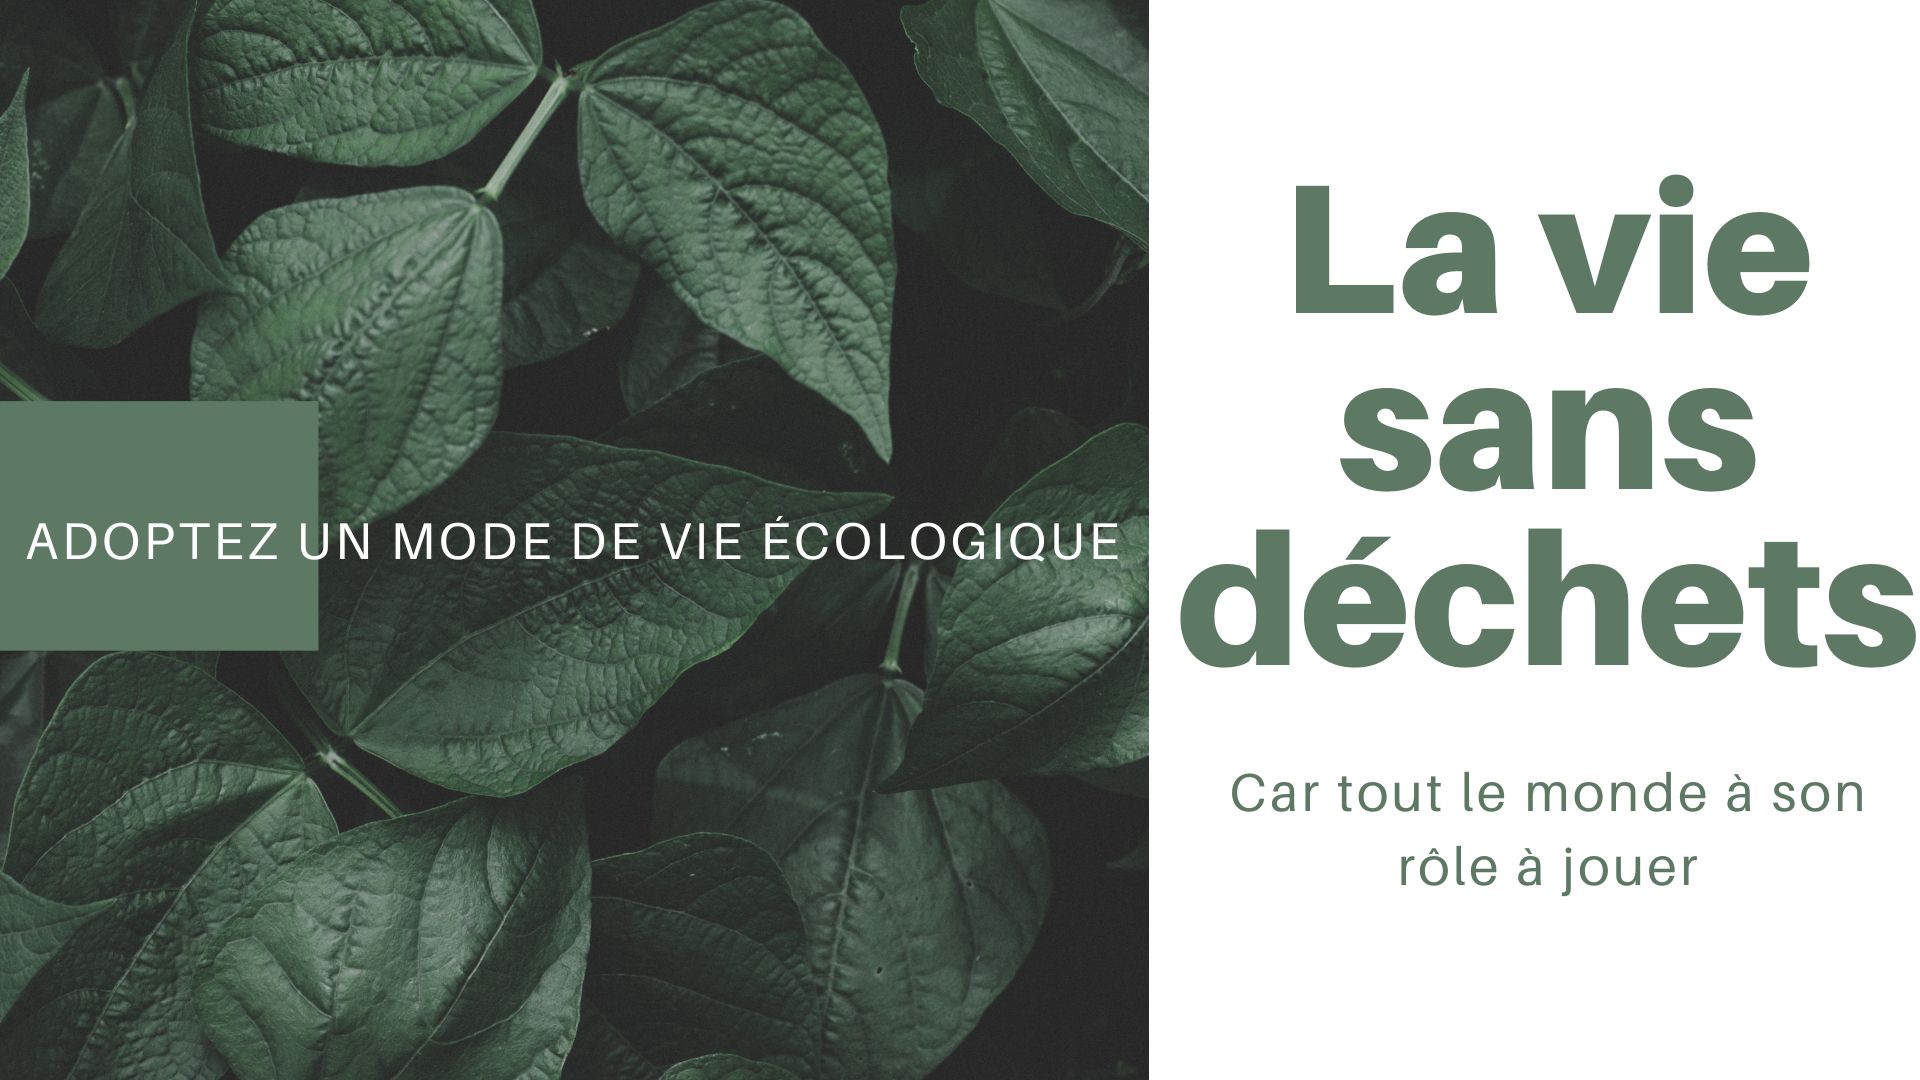 ADOPTEZ UN MODE DE VIE ÉCOLOGIQUE
La vie
sans
déchets
Car tout le monde à son
rôle à jouer